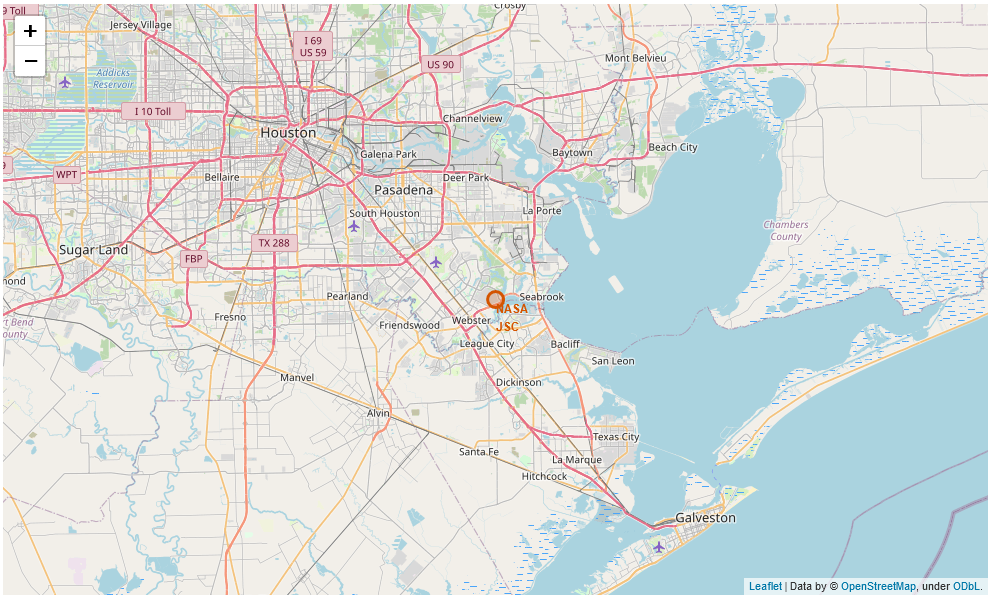 9 Toll
Jersey Village
Crosby
+
−
I 69
US 59
US 90
Mont Belvieu
Addicks
Reservoir
I 10 Toll
Channelview
Houston
Galena Park
Baytown
Beach City
9
WPT
Bellaire
Deer Park
Pasadena
South Houston
La Porte
Chambers
County
Sugar Land
TX 288
FBP
mond
Pearland
Seabrook
NASA
JSC
Fresno
Friendswood
Webster
rt Bend
ounty
League City
Bacliff
San Leon
Manvel
Dickinson
Alvin
Texas City
Santa Fe
La Marque
Hitchcock
Galveston
Leaflet | Data by © OpenStreetMap, under ODbL.